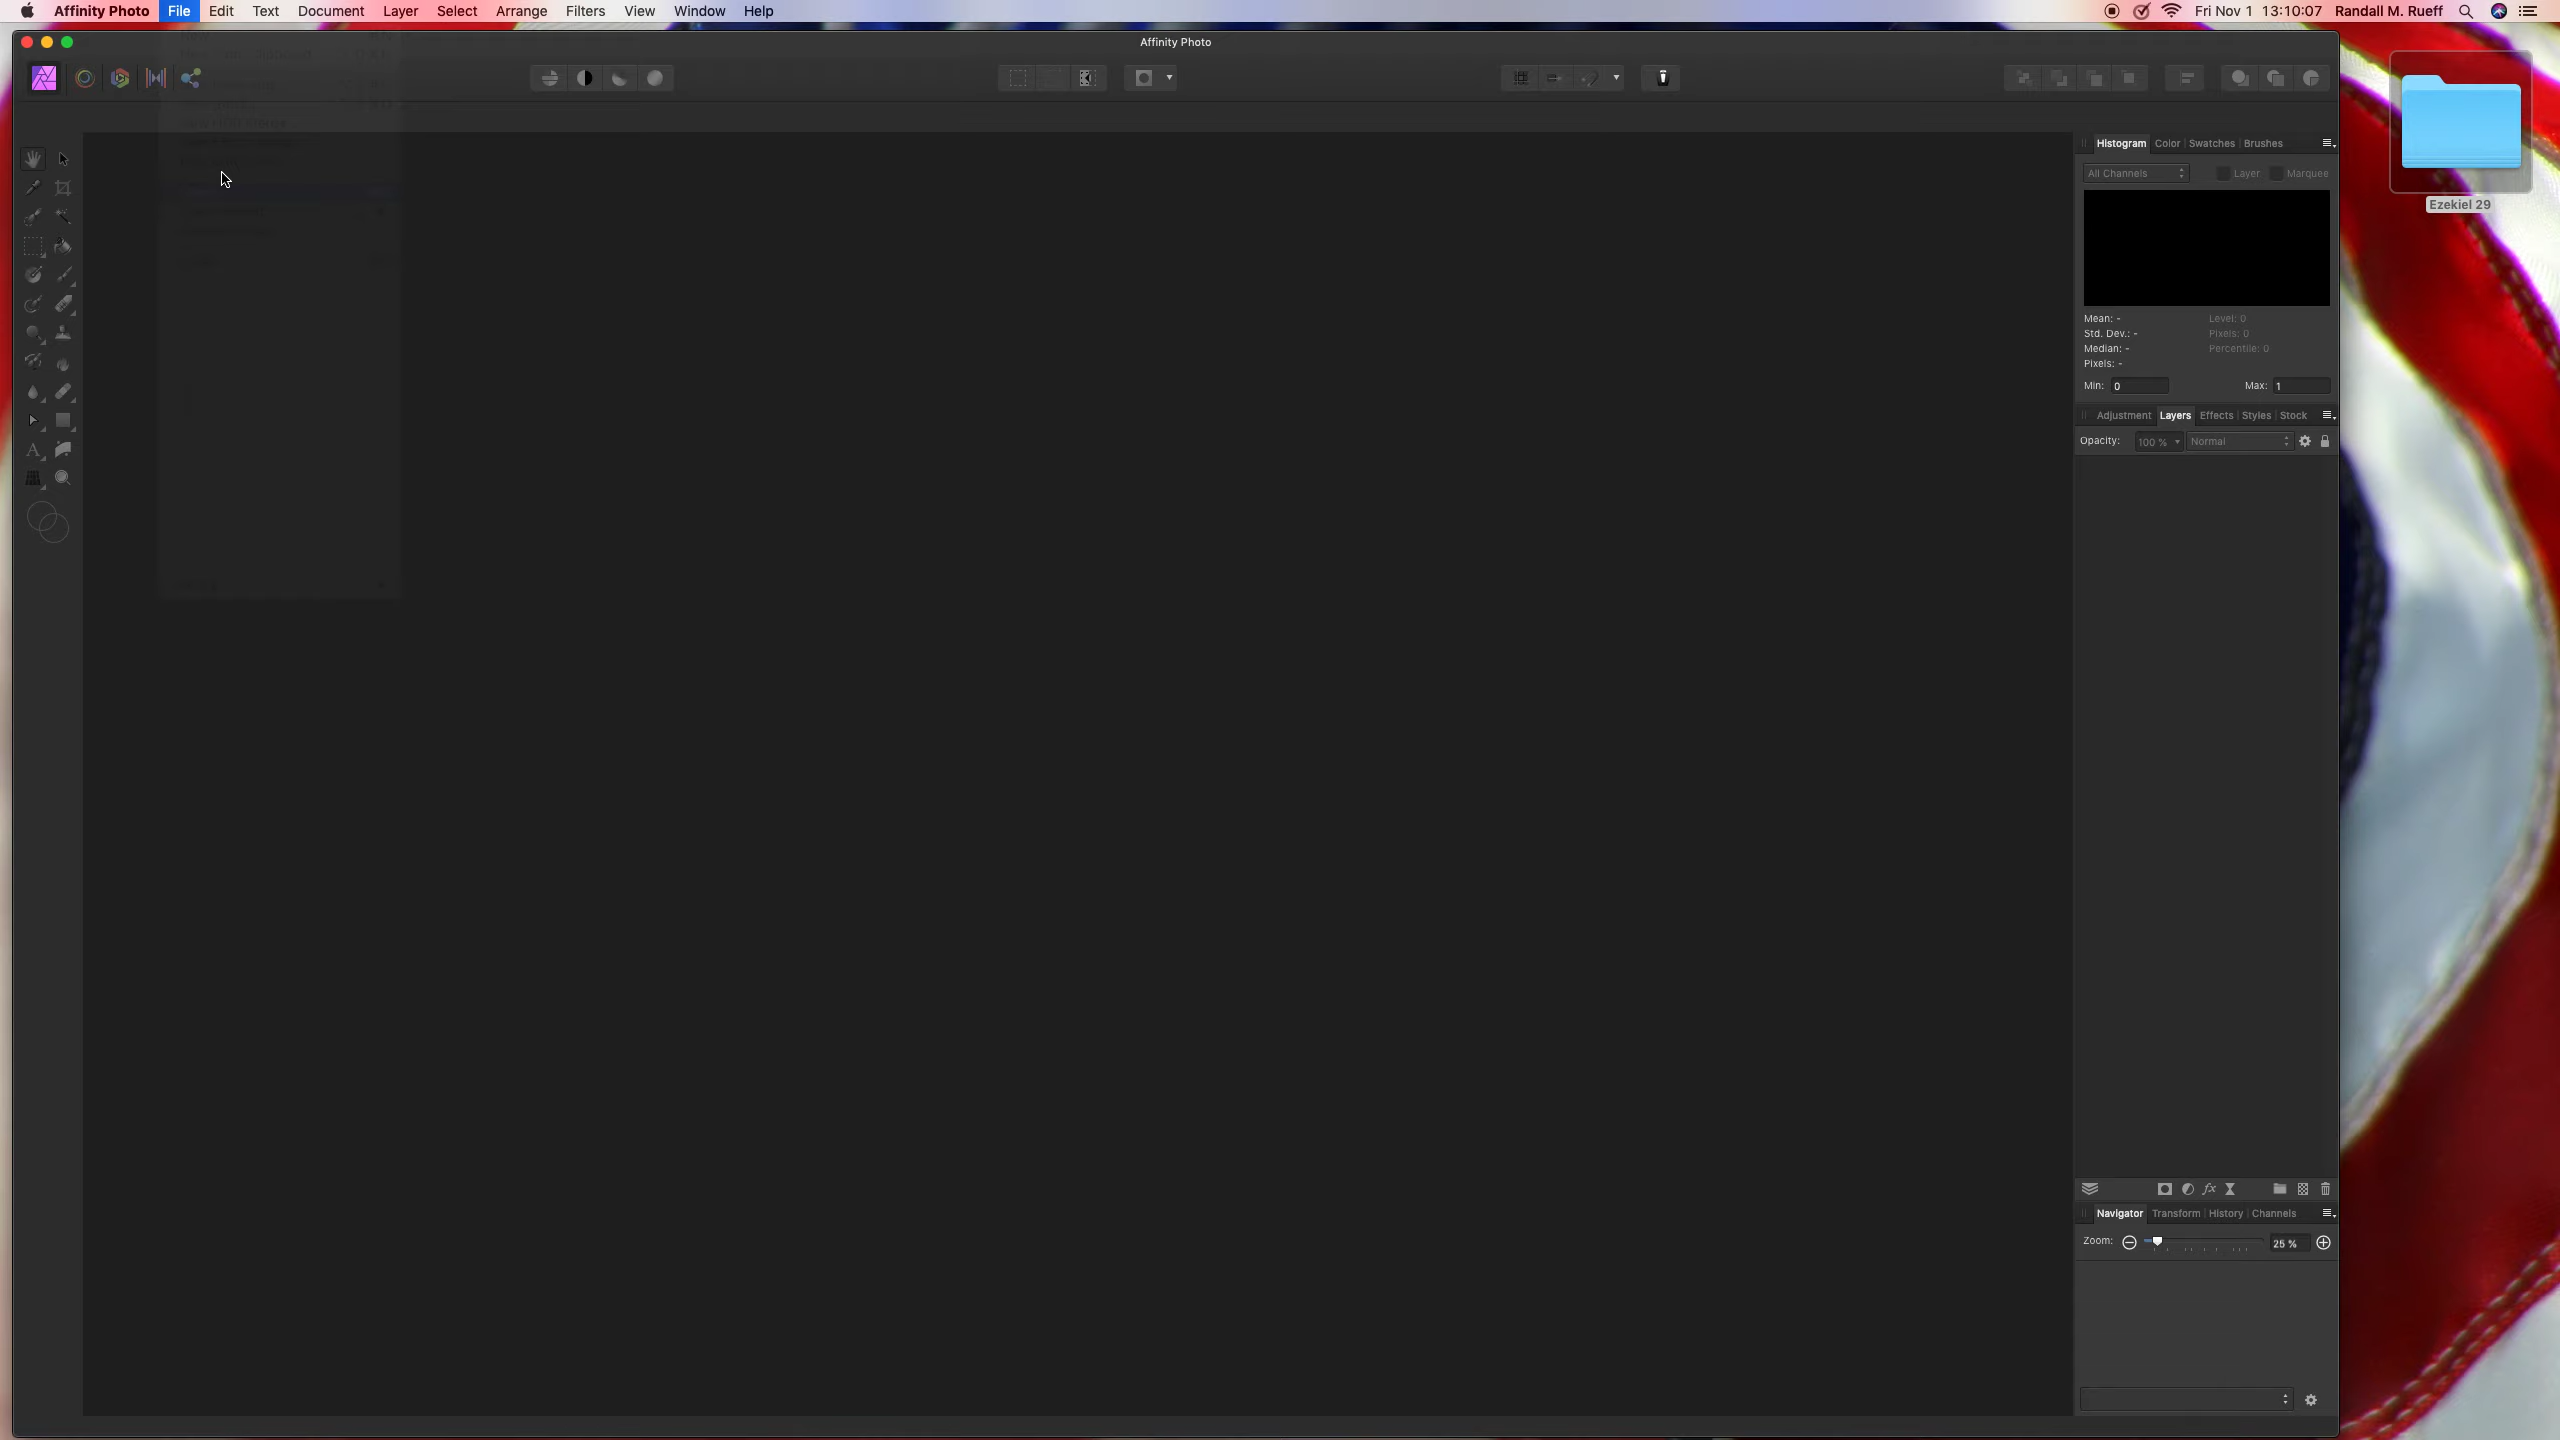 Affinity Photo File Edit Text Document Layer Select Arrange Filters View Window Help Fri Nov 1 13:10:07 Randall M. Rueff
Affinity Photo
Histogram Color Swatches Brushes
All Channels Layer Marquee
Ezekiel 29
Mean: - Level: 0
Std. Dev.: - Pixels: 0
Median: - Percentile: 0
Pixels: -
Min: 0 Max: 1
Adjustment Layers Effects Styles Stock
Opacity: 100 % Normal
fx
Navigator Transform History Channels
Zoom: 25 %